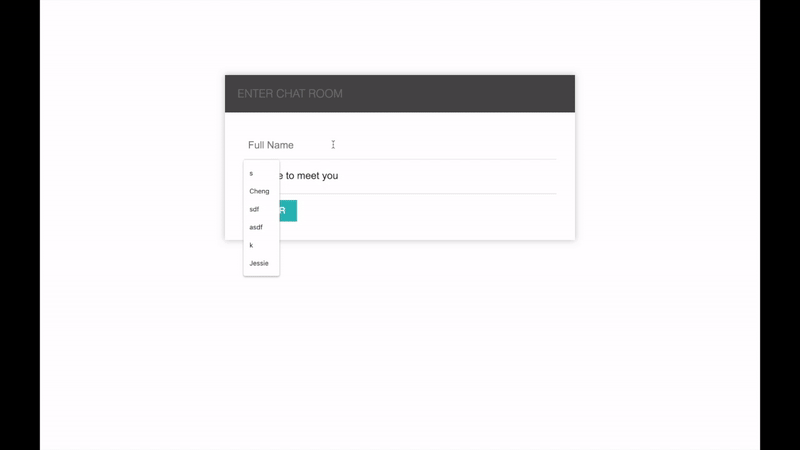 ENTER CHAT ROOM
Full Name
s
e to meet you
Cheng
sdf
R
asdf
k
Jessie